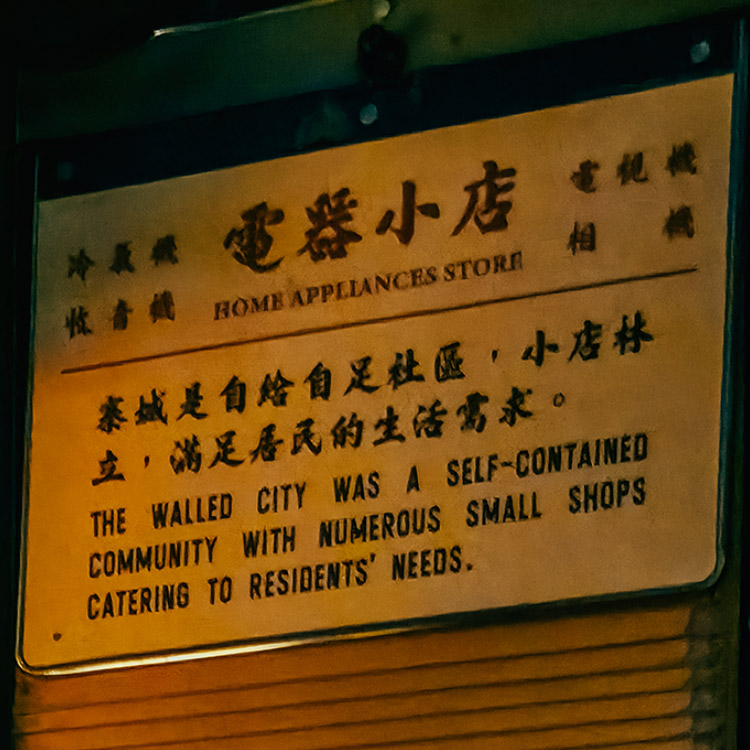 冷氣機
收音機
電器小店
HOME APPLIANCES STORE
電視機
相機
寨城是自給自足社區，小店林
立，滿足居民的生活需求。
THE WALLED CITY WAS A SELF-CONTAINED
COMMUNITY WITH NUMEROUS SMALL SHOPS
CATERING TO RESIDENTS' NEEDS.